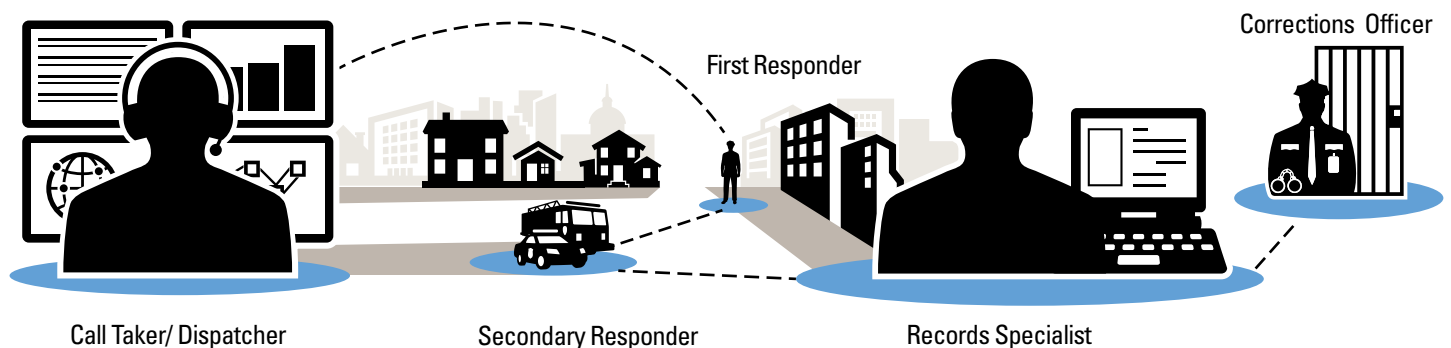 Corrections Officer
First Responder
Call Taker/ Dispatcher
Secondary Responder
Records Specialist